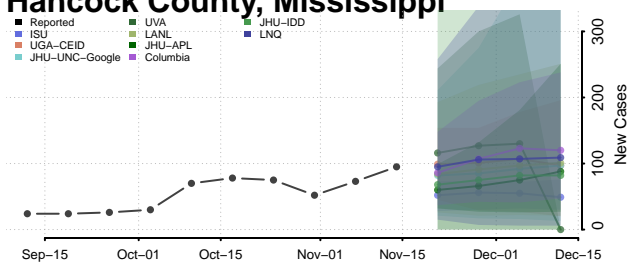 Hancock County, Mississippi
Reported
ISU
UGA−CEID
JHU−UNC−Google
UVA
LANL
JHU−APL
Columbia
JHU−IDD
LNQ
300
200
100
0
New Cases
Sep−15 Oct−01 Oct−15 Nov−01 Nov−15 Dec−01 Dec−15